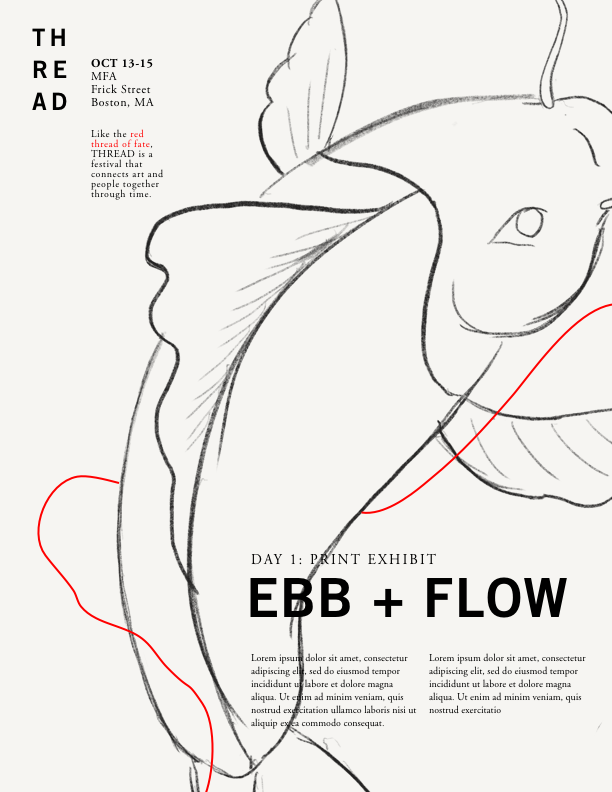 TH
RE
AD
OCT 13-15
MFA
Frick Street
Boston, MA
Like the red
thread of fate,
THREAD is a
festival that
connects art and
people together
through time.
DAY 1: PRINT EXHIBIT
EBB + FLOW
Lorem ipsum dolor sit amet, consectetur
adipiscing elit, sed do eiusmod tempor
incididunt ut labore et dolore magna
aliqua. Ut enim ad minim veniam, quis
nostrud exercitation ullamco laboris nisi ut
aliquip ex ea commodo consequat.
Lorem ipsum dolor sit amet, consectetur
adipiscing elit, sed do eiusmod tempor
incididunt ut labore et dolore magna
aliqua. Ut enim ad minim veniam, quis
nostrud exercitatio